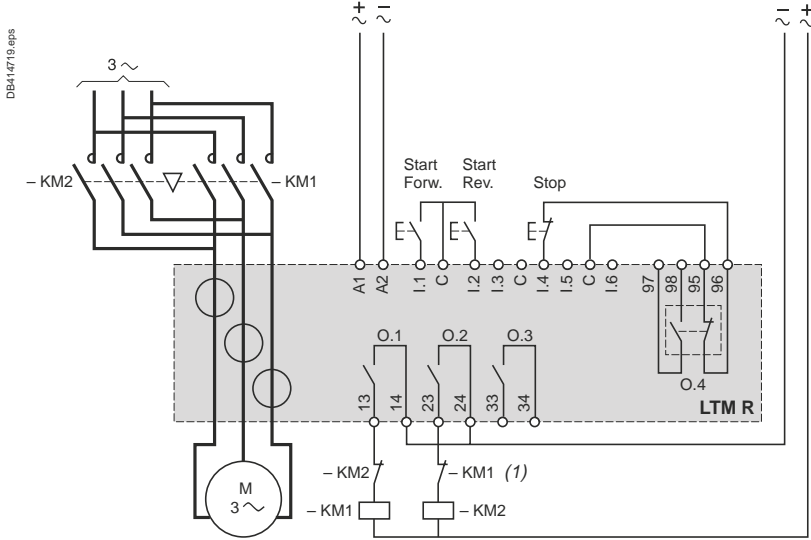 DB414719.eps
+ −
− +
3
Start Forw.
Start Rev.
Stop
– KM2
– KM1
A1 A2 I.1 C I.2 I.3 C I.4 I.5 C I.6 97 98 95 96
O.1 O.2 O.3
O.4
13 14 23 24 33 34
LTM R
– KM2
– KM1 (1)
M
3
– KM1
– KM2